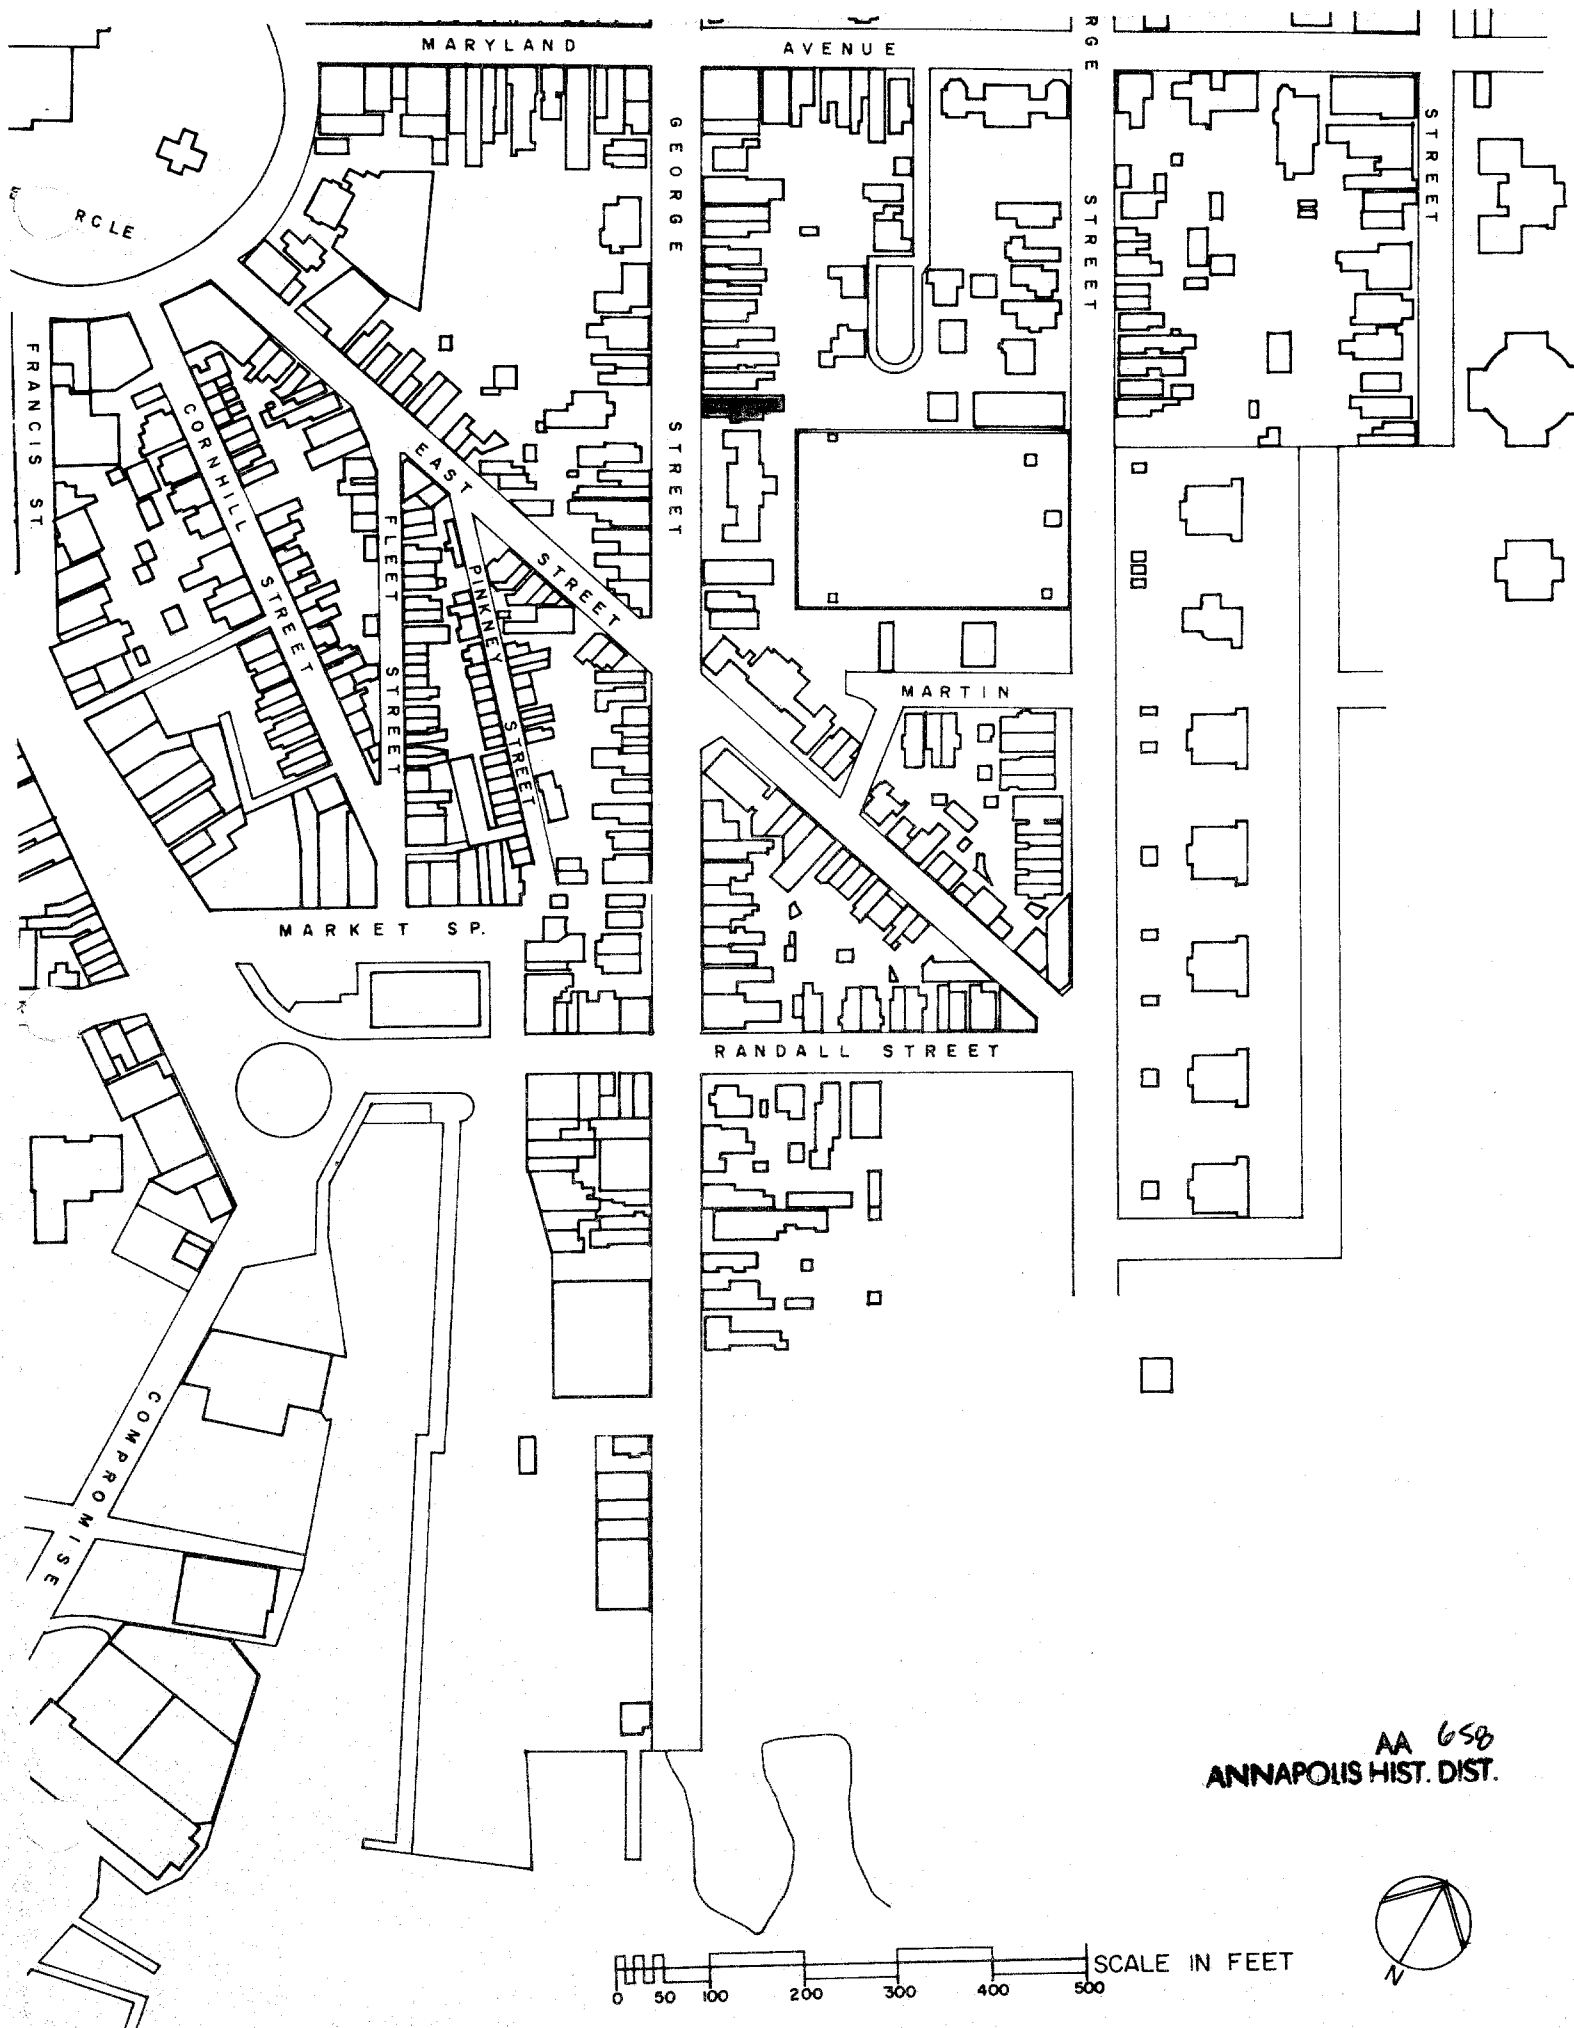 MARYLAND AVENUE
RGE STREET
STREET
GEORGE STREET
RCLE
FRANCIS ST.
CORNHILL STREET
EAST STREET
FLEET STREET
PINKNEY STREET
MARTIN
MARKET SP.
RANDALL STREET
COMPROMISE
AA 658
ANNAPOLIS HIST. DIST.
N
SCALE IN FEET
0 50 100 200 300 400 500